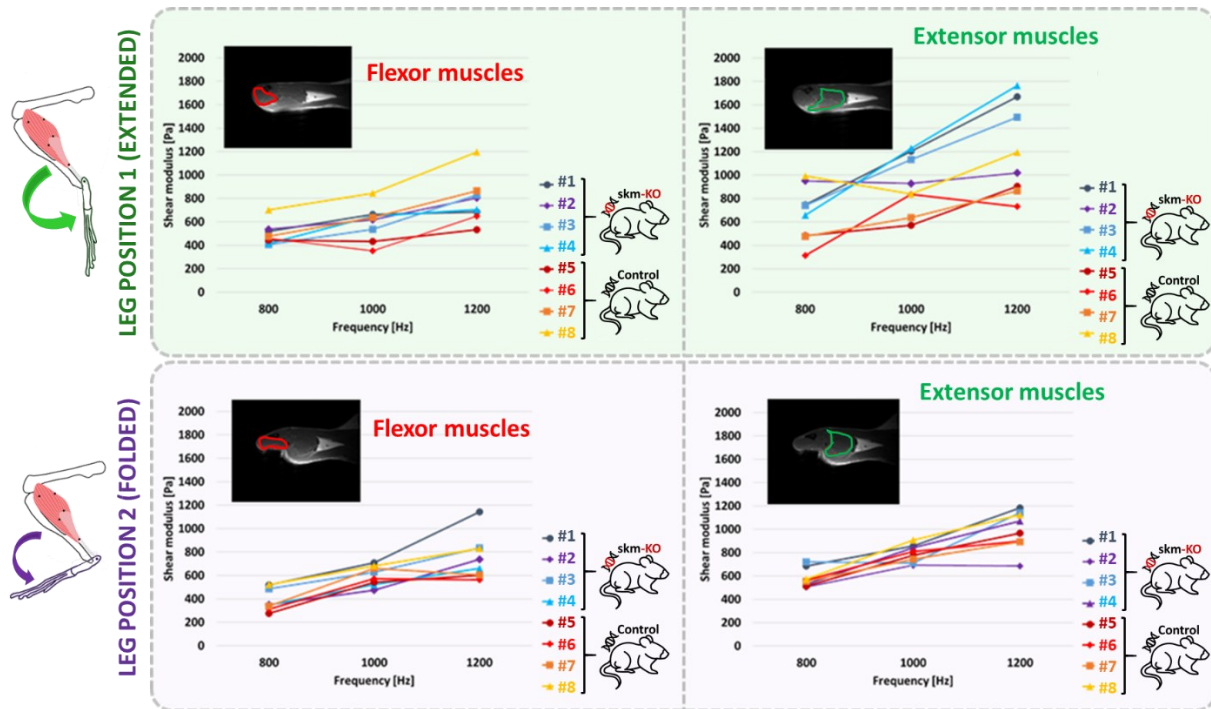 LEG POSITION 1 (EXTENDED)
Flexor muscles
Shear modulus [Pa]
2000
1800
1600
1400
1200
1000
800
600
400
200
0
800 1000 1200
Frequency [Hz]
#1
#2
#3
#4
#5
#6
#7
#8
skm-KO
Control
Extensor muscles
Shear modulus [Pa]
2000
1800
1600
1400
1200
1000
800
600
400
200
0
800 1000 1200
Frequency [Hz]
#1
#2
#3
#4
#5
#6
#7
#8
skm-KO
Control
LEG POSITION 2 (FOLDED)
Flexor muscles
Shear modulus [Pa]
2000
1800
1600
1400
1200
1000
800
600
400
200
0
800 1000 1200
Frequency [Hz]
#1
#2
#3
#4
#5
#6
#7
#8
skm-KO
Control
Extensor muscles
Shear modulus [Pa]
2000
1800
1600
1400
1200
1000
800
600
400
200
0
800 1000 1200
Frequency [Hz]
#1
#2
#3
#4
#5
#6
#7
#8
skm-KO
Control